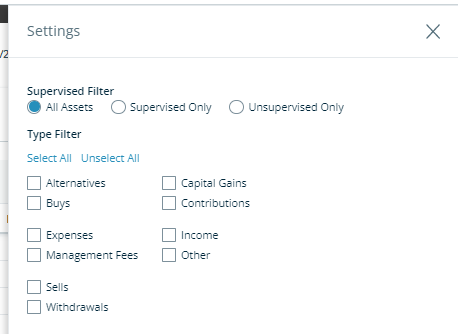 Settings
/2
Supervised Filter
All Assets Supervised Only Unsupervised Only
Type Filter
Select All Unselect All
Alternatives Capital Gains
Buys Contributions
Expenses Income
Management Fees Other
Sells
Withdrawals